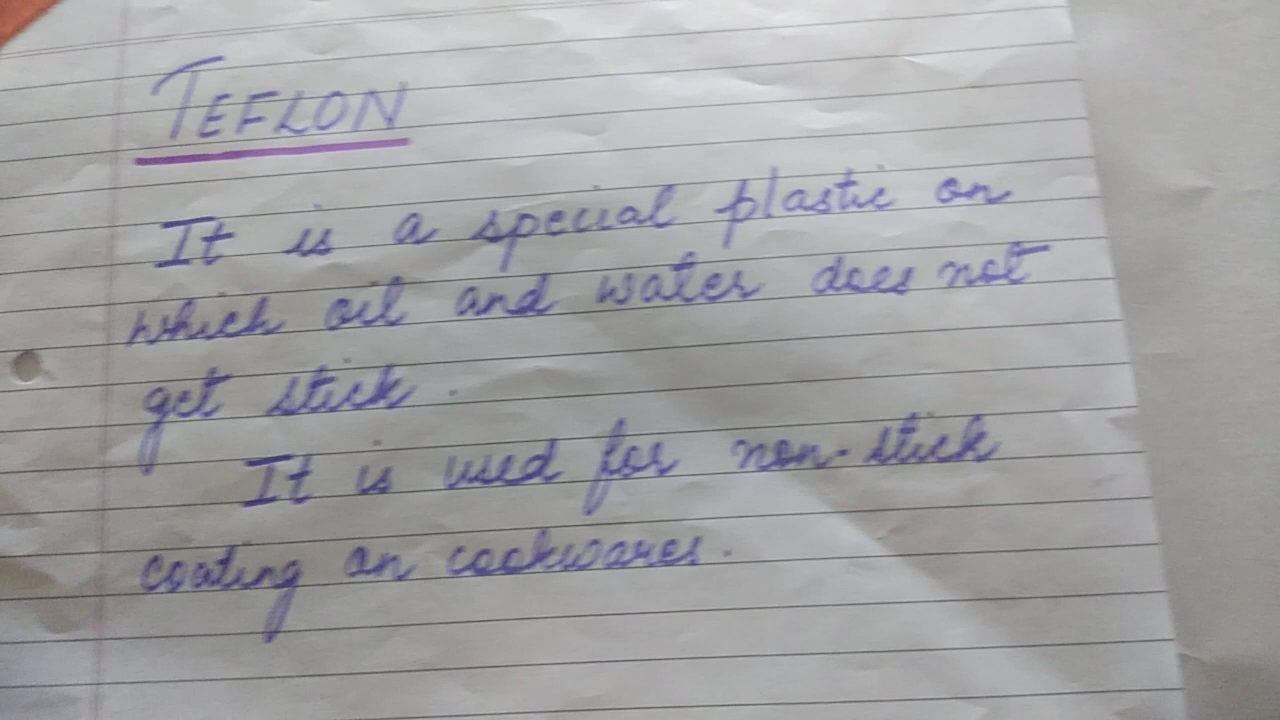 TEFLON
It is a special plastic on
which oil and water does not
get stick.
It is used for non-stick
coating on cookwares.